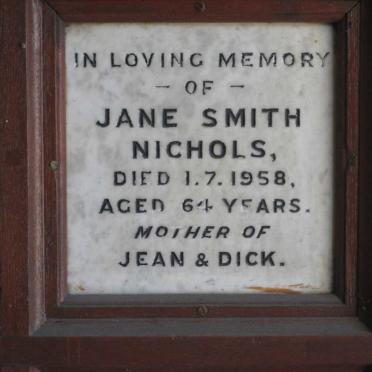 IN LOVING MEMORY
– OF –
JANE SMITH
NICHOLS,
DIED 1.7.1958,
AGED 64 YEARS.
MOTHER OF
JEAN & DICK.